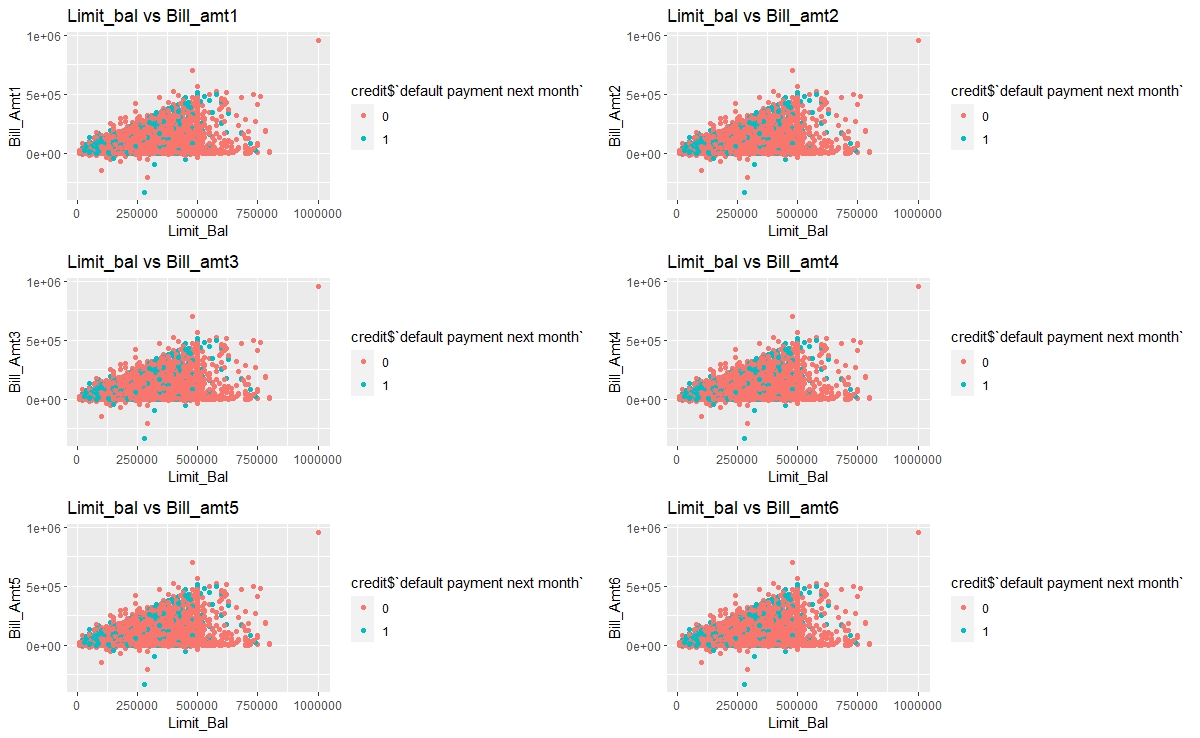 Limit_bal vs Bill_amt1
1e+06
5e+05
0e+00
Bill_Amt1
0 250000 500000 750000 1000000
Limit_Bal
credit$`default payment next month`
0
1
Limit_bal vs Bill_amt2
1e+06
5e+05
0e+00
Bill_Amt2
0 250000 500000 750000 1000000
Limit_Bal
credit$`default payment next month`
0
1
Limit_bal vs Bill_amt3
1e+06
5e+05
0e+00
Bill_Amt3
0 250000 500000 750000 1000000
Limit_Bal
credit$`default payment next month`
0
1
Limit_bal vs Bill_amt4
1e+06
5e+05
0e+00
Bill_Amt4
0 250000 500000 750000 1000000
Limit_Bal
credit$`default payment next month`
0
1
Limit_bal vs Bill_amt5
1e+06
5e+05
0e+00
Bill_Amt5
0 250000 500000 750000 1000000
Limit_Bal
credit$`default payment next month`
0
1
Limit_bal vs Bill_amt6
1e+06
5e+05
0e+00
Bill_Amt6
0 250000 500000 750000 1000000
Limit_Bal
credit$`default payment next month`
0
1